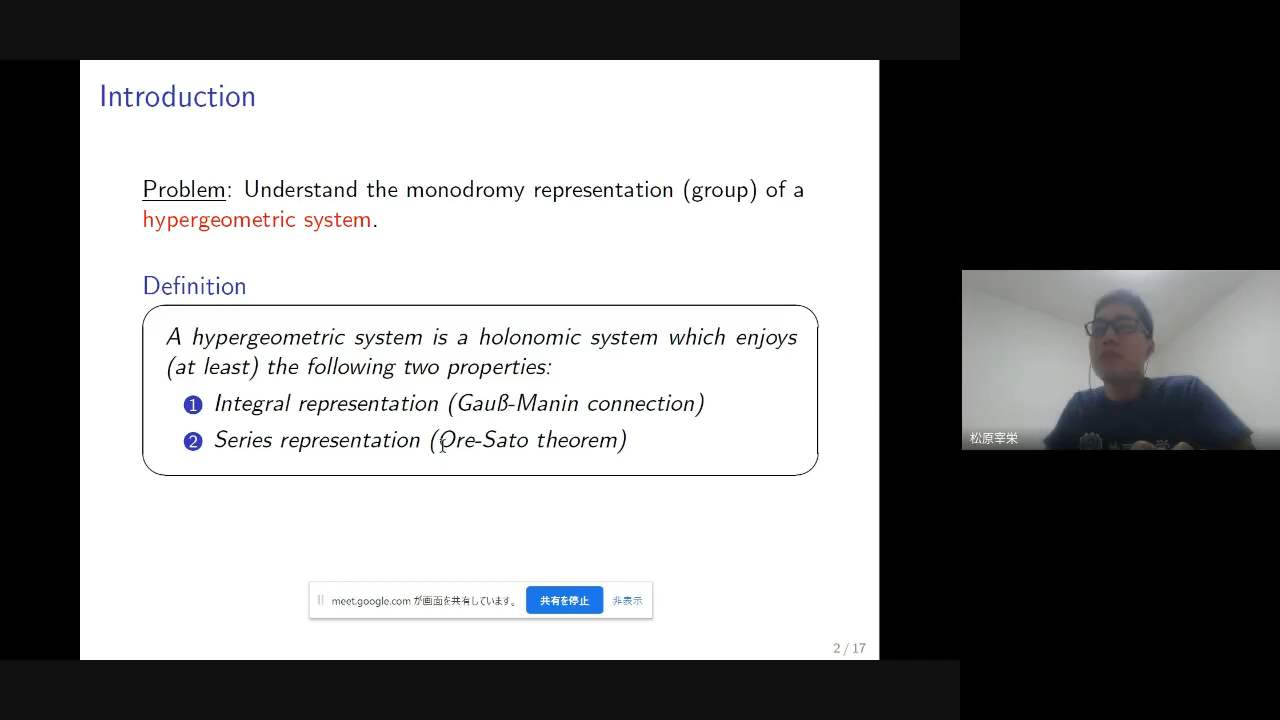 Introduction
Problem: Understand the monodromy representation (group) of a
hypergeometric system.
Definition
A hypergeometric system is a holonomic system which enjoys
(at least) the following two properties:
1 Integral representation (Gauß-Manin connection)
2 Series representation (Ore-Sato theorem)
meet.google.com が画面を共有しています。 共有を停止 非表示
2 / 17
松原宰栄